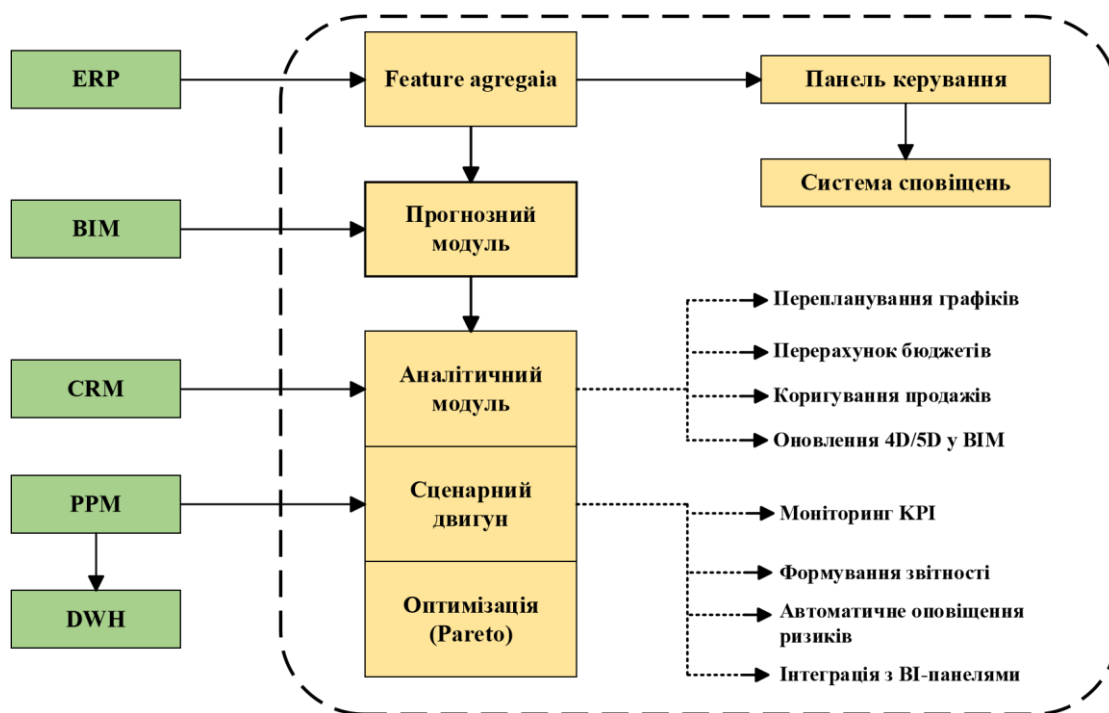 ERP
Feature agregaia
Панель керування
Система сповіщень
BIM
Прогнозний
модуль
Перепланування графіків
Перерахунок бюджетів
CRM
Аналітичний
модуль
Коригування продажів
Оновлення 4D/5D у BIM
PPM
Сценарний
двигун
Моніторинг KPI
Формування звітності
DWH
Оптимізація
(Pareto)
Автоматичне оповіщення
ризиків
Інтеграція з BI-панелями